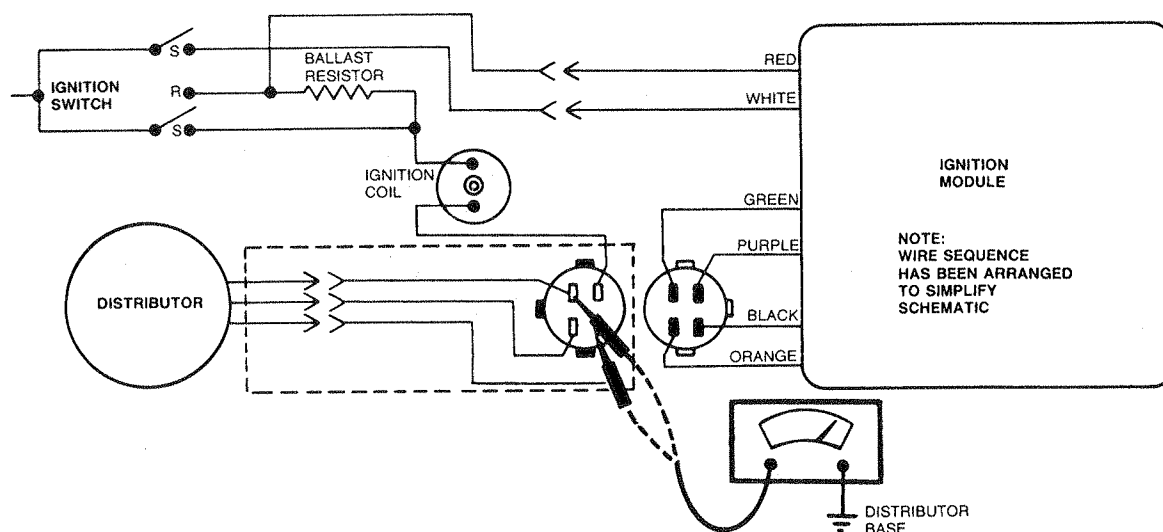 S
IGNITION
SWITCH
R
S
BALLAST
RESISTOR
RED
WHITE
IGNITION
COIL
GREEN
PURPLE
BLACK
ORANGE
IGNITION
MODULE
NOTE:
WIRE SEQUENCE
HAS BEEN ARRANGED
TO SIMPLIFY
SCHEMATIC
DISTRIBUTOR
DISTRIBUTOR
BASE